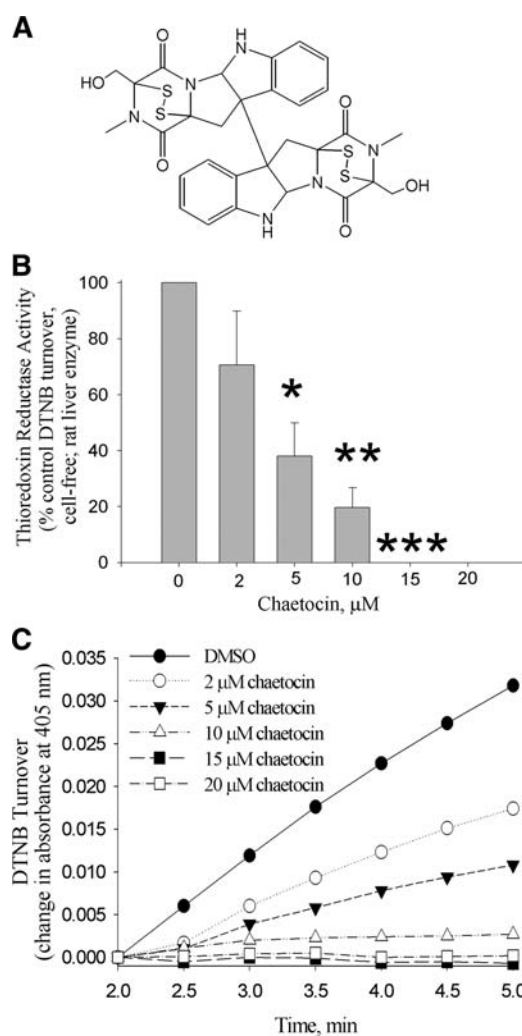 A
H
N
O
HO
N
S
S
N
O
O
N
S
S
N
OH
N
H
O
B
Thioredoxin Reductase Activity
(% control DTNB turnover,
cell-free; rat liver enzyme)
100
80
60
40
20
0
*
**
***
0 2 5 10 15 20
Chaetocin, μM
C
DTNB Turnover
(change in absorbance at 405 nm)
0.035
0.030
0.025
0.020
0.015
0.010
0.005
0.000
DMSO
2 μM chaetocin
5 μM chaetocin
10 μM chaetocin
15 μM chaetocin
20 μM chaetocin
2.0 2.5 3.0 3.5 4.0 4.5 5.0
Time, min